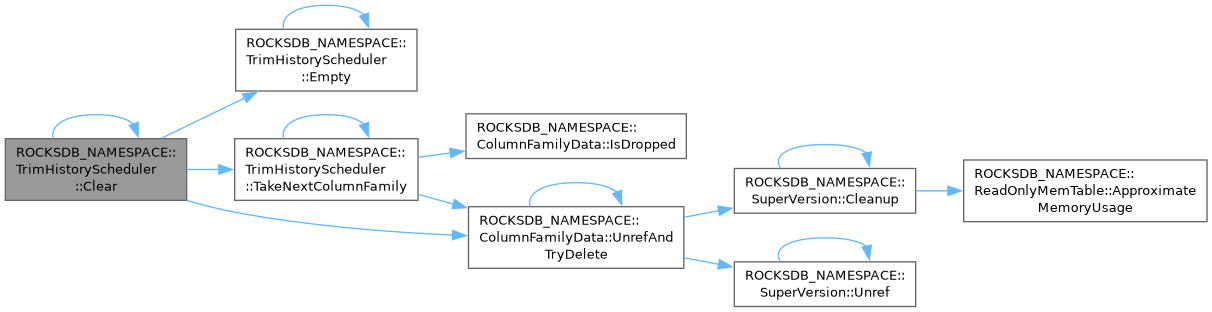 ROCKSDB_NAMESPACE::
TrimHistoryScheduler
::Empty
ROCKSDB_NAMESPACE::
TrimHistoryScheduler
::Clear
ROCKSDB_NAMESPACE::
TrimHistoryScheduler
::TakeNextColumnFamily
ROCKSDB_NAMESPACE::
ColumnFamilyData::IsDropped
ROCKSDB_NAMESPACE::
ColumnFamilyData::UnrefAnd
TryDelete
ROCKSDB_NAMESPACE::
SuperVersion::Cleanup
ROCKSDB_NAMESPACE::
ReadOnlyMemTable::Approximate
MemoryUsage
ROCKSDB_NAMESPACE::
SuperVersion::Unref